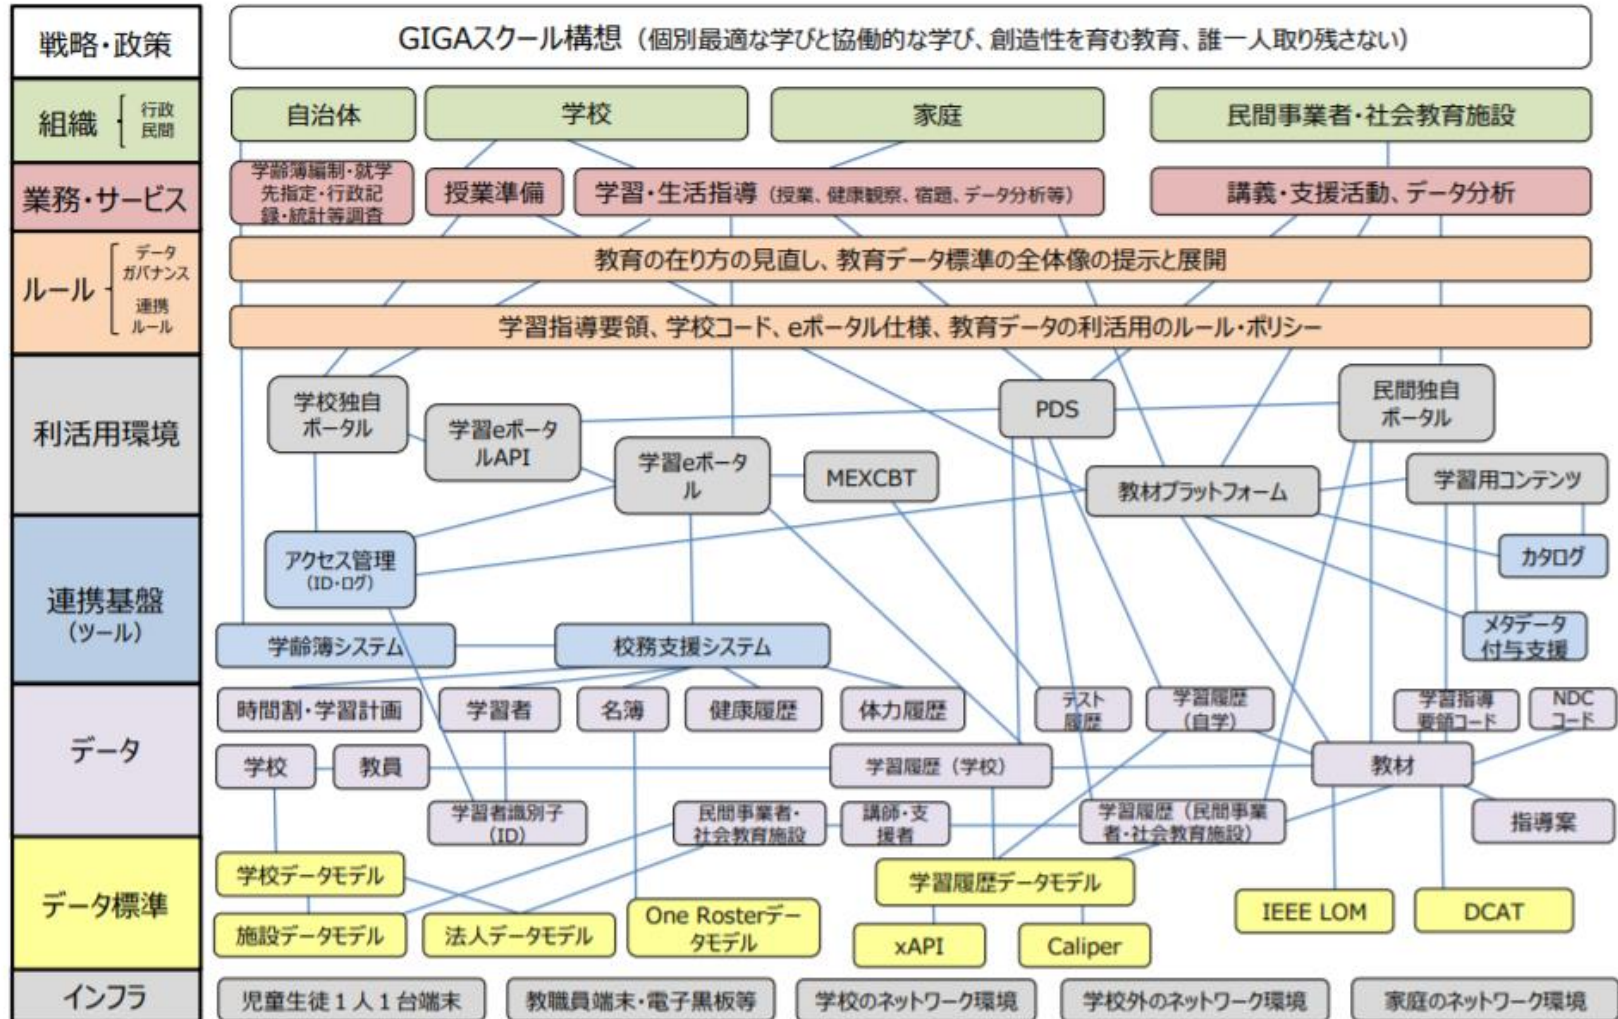 戦略・政策
GIGAスクール構想（個別最適な学びと協働的な学び、創造性を育む教育、誰一人取り残さない）
組織
行政
民間
自治体
学校
家庭
民間事業者・社会教育施設
業務・サービス
学齢簿編制・就学
先指定・行政記
録・統計等調査
授業準備
学習・生活指導（授業、健康観察、宿題、データ分析等）
講義・支援活動、データ分析
ルール
データ
ガバナンス
連携
ルール
教育の在り方の見直し、教育データ標準の全体像の提示と展開
学習指導要領、学校コード、eポータル仕様、教育データの利活用のルール・ポリシー
利活用環境
学校独自
ポータル
学習eポータ
ルAPI
学習eポータ
ル
MEXCBT
PDS
教材プラットフォーム
民間独自
ポータル
学習用コンテンツ
連携基盤
（ツール）
アクセス管理
（ID・ログ）
カタログ
学齢簿システム
校務支援システム
メタデータ
付与支援
データ
時間割・学習計画
学習者
名簿
健康履歴
体力履歴
テスト
履歴
学習履歴
（自学）
学習指導
要領コード
NDC
コード
学校
教員
学習履歴（学校）
教材
学習者識別子
（ID）
民間事業者・
社会教育施設
講師・支
援者
学習履歴（民間事業
者・社会教育施設）
指導案
データ標準
学校データモデル
施設データモデル
法人データモデル
One Rosterデー
タモデル
学習履歴データモデル
xAPI
Caliper
IEEE LOM
DCAT
インフラ
児童生徒１人１台端末
教職員端末・電子黒板等
学校のネットワーク環境
学校外のネットワーク環境
家庭のネットワーク環境